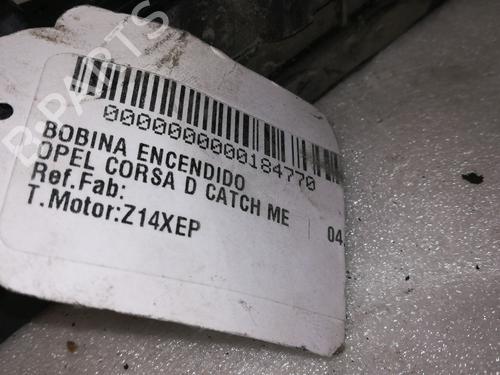 B-PARTS
0000000000184770
BOBINA ENCENDIDO
OPEL CORSA D CATCH ME
04
Ref.Fab:
T.Motor:Z14XEP